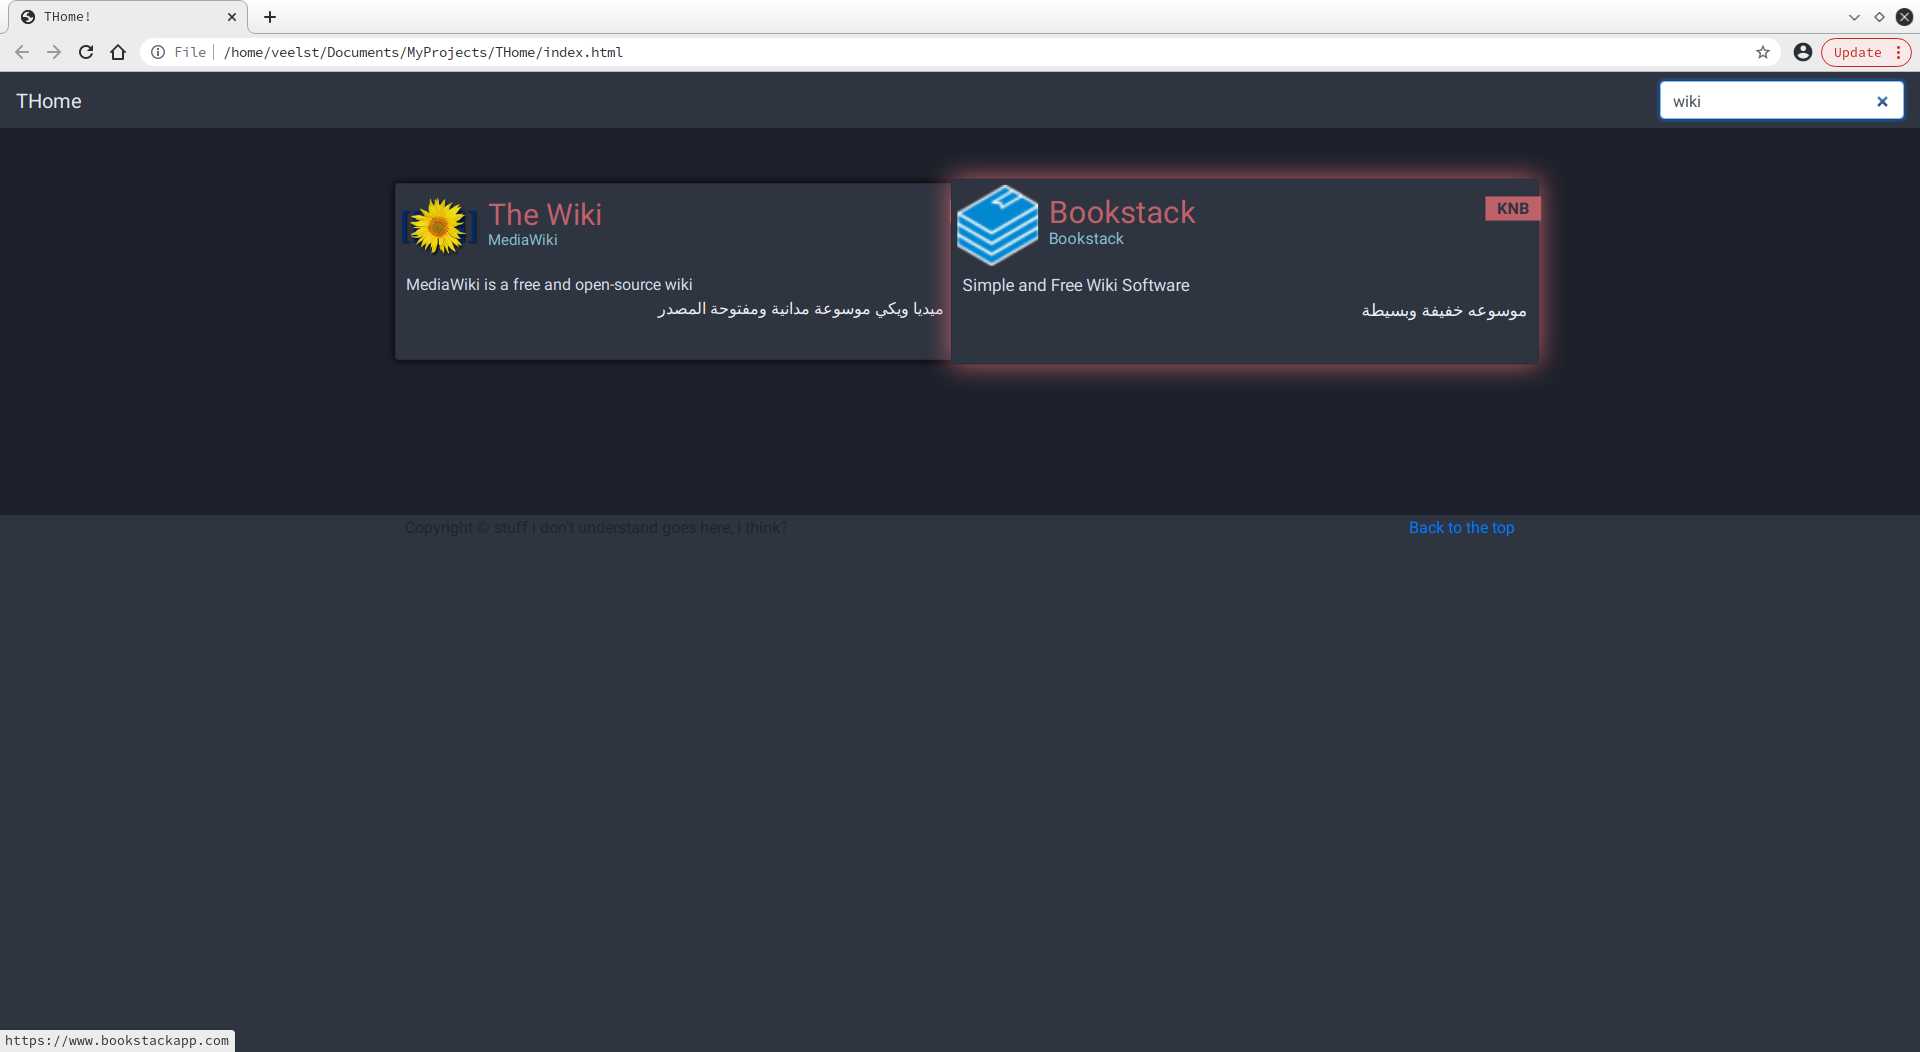 THome!
File | /home/veelst/Documents/MyProjects/THome/index.html
Update
THome
wiki
The Wiki
MediaWiki
MediaWiki is a free and open-source wiki
ميديا ويكي موسوعة مدانية ومفتوحة المصدر
Bookstack
KNB
Bookstack
Simple and Free Wiki Software
موسوعه خفيفة وبسيطة
Copyright © stuff i don't understand goes here, i think?
Back to the top
https://www.bookstackapp.com